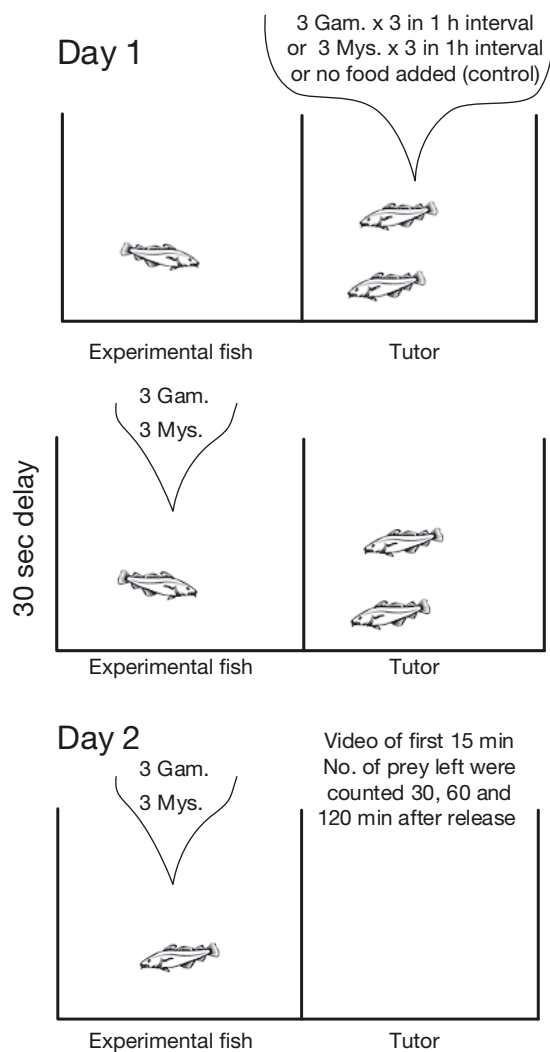 Day 1
3 Gam. x 3 in 1 h interval
or 3 Mys. x 3 in 1h interval
or no food added (control)
Experimental fish
Tutor
3 Gam.
3 Mys.
30 sec delay
Experimental fish
Tutor
Day 2
3 Gam.
3 Mys.
Video of first 15 min
No. of prey left were
counted 30, 60 and
120 min after release
Experimental fish
Tutor